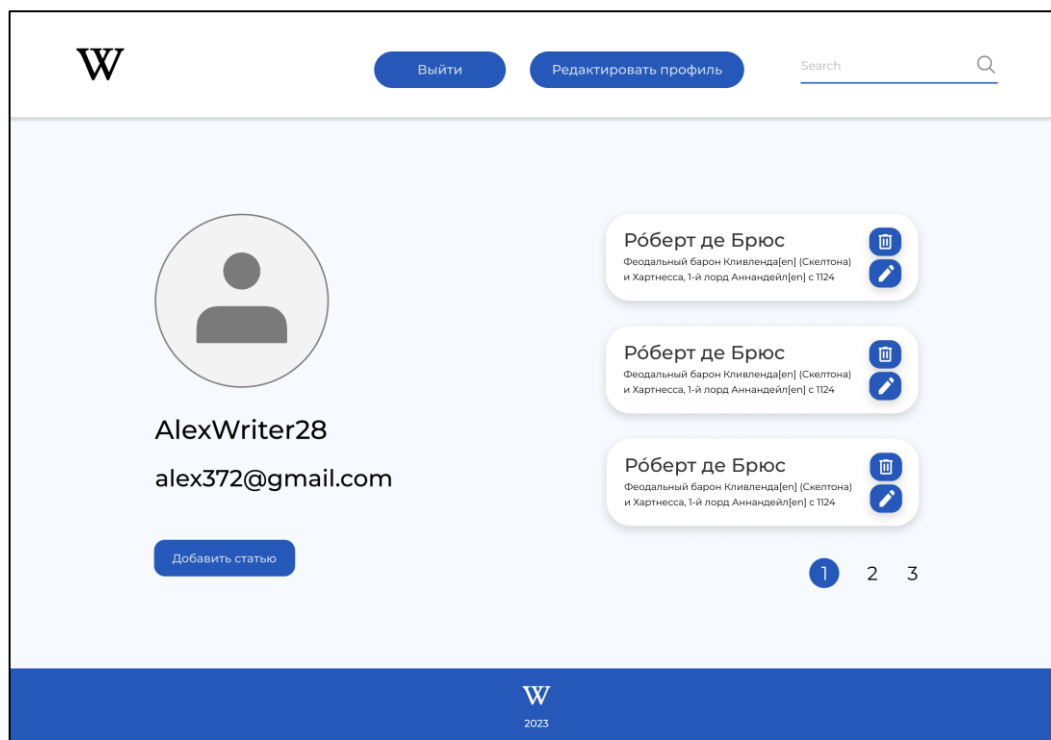 W
Выйти
Редактировать профиль
Search
AlexWriter28
alex372@gmail.com
Добавить статью
Ро́берт де Брюс
Феодальный барон Кливленда[en] (Скелтона)
и Хартнесса, 1-й лорд Аннандейл[en] с 1124
Ро́берт де Брюс
Феодальный барон Кливленда[en] (Скелтона)
и Хартнесса, 1-й лорд Аннандейл[en] с 1124
Ро́берт де Брюс
Феодальный барон Кливленда[en] (Скелтона)
и Хартнесса, 1-й лорд Аннандейл[en] с 1124
1 2 3
W
2023